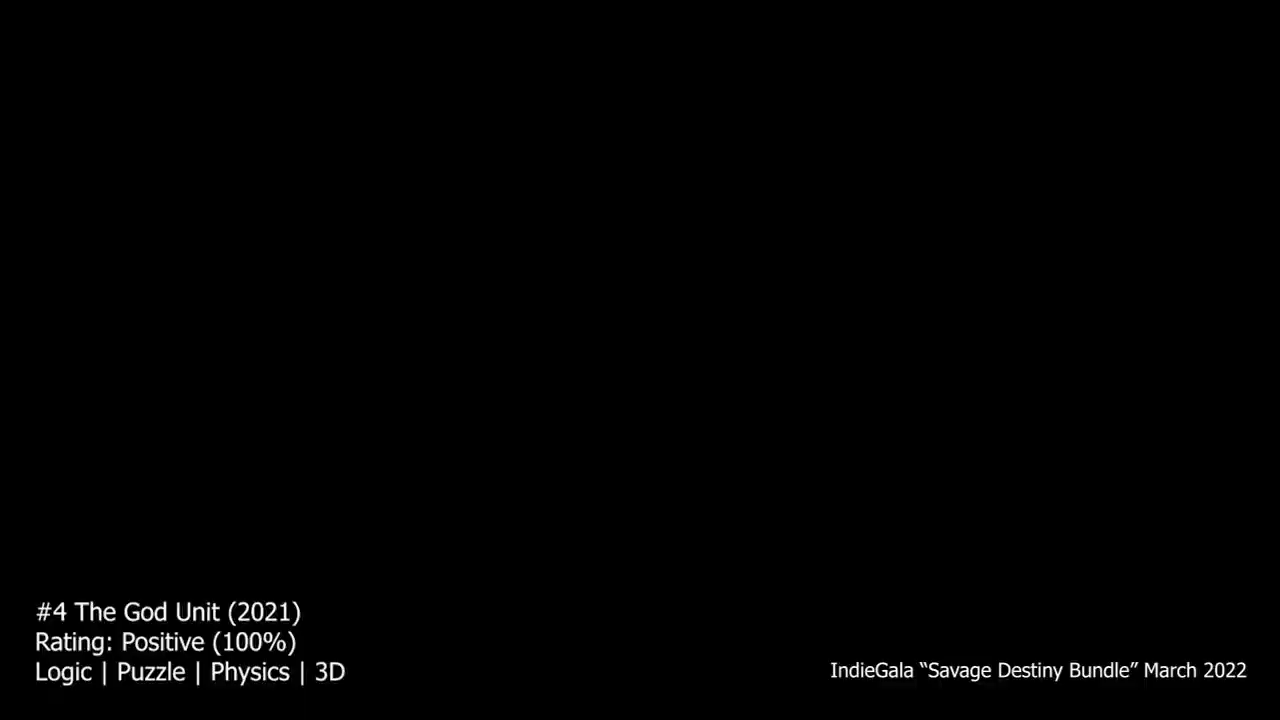 #4 The God Unit (2021)
Rating: Positive (100%)
Logic | Puzzle | Physics | 3D
IndieGala “Savage Destiny Bundle” March 2022